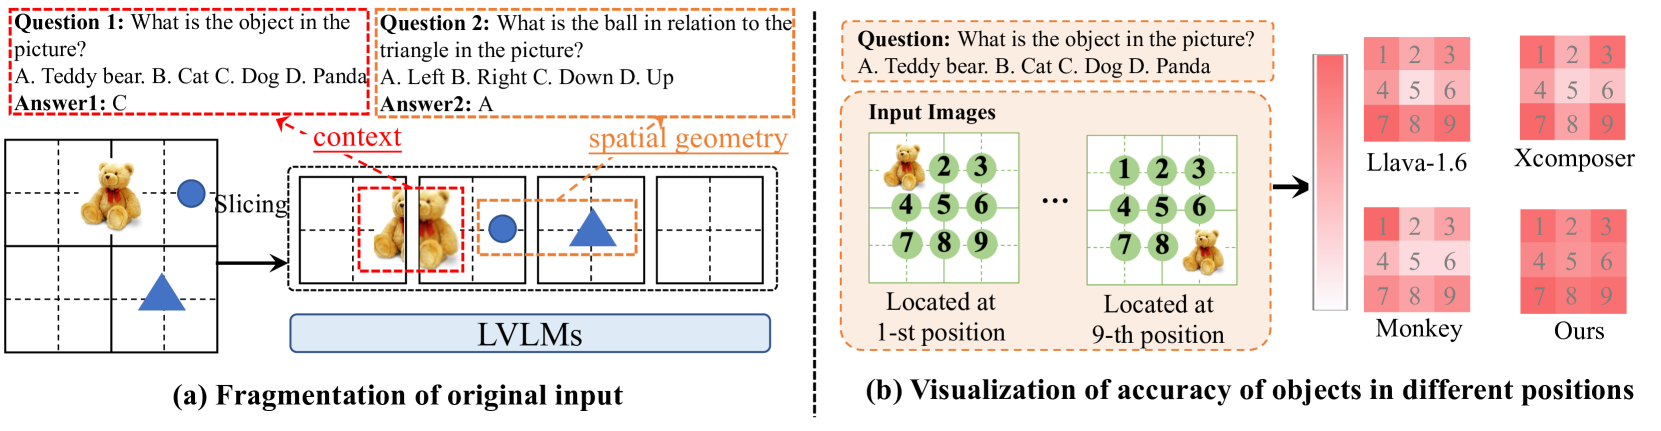 Question 1: What is the object in the
picture?
A. Teddy bear. B. Cat C. Dog D. Panda
Answer1: C
Question 2: What is the ball in relation to the
triangle in the picture?
A. Left B. Right C. Down D. Up
Answer2: A
context
spatial geometry
Slicing
LVLMs
(a) Fragmentation of original input
Question: What is the object in the picture?
A. Teddy bear. B. Cat C. Dog D. Panda
Input Images
2 3
4 5 6
7 8 9
Located at
1-st position
...
1 2 3
4 5 6
7 8
Located at
9-th position
1 2 3
4 5 6
7 8 9
Llava-1.6
1 2 3
4 5 6
7 8 9
Xcomposer
1 2 3
4 5 6
7 8 9
Monkey
1 2 3
4 5 6
7 8 9
Ours
(b) Visualization of accuracy of objects in different positions